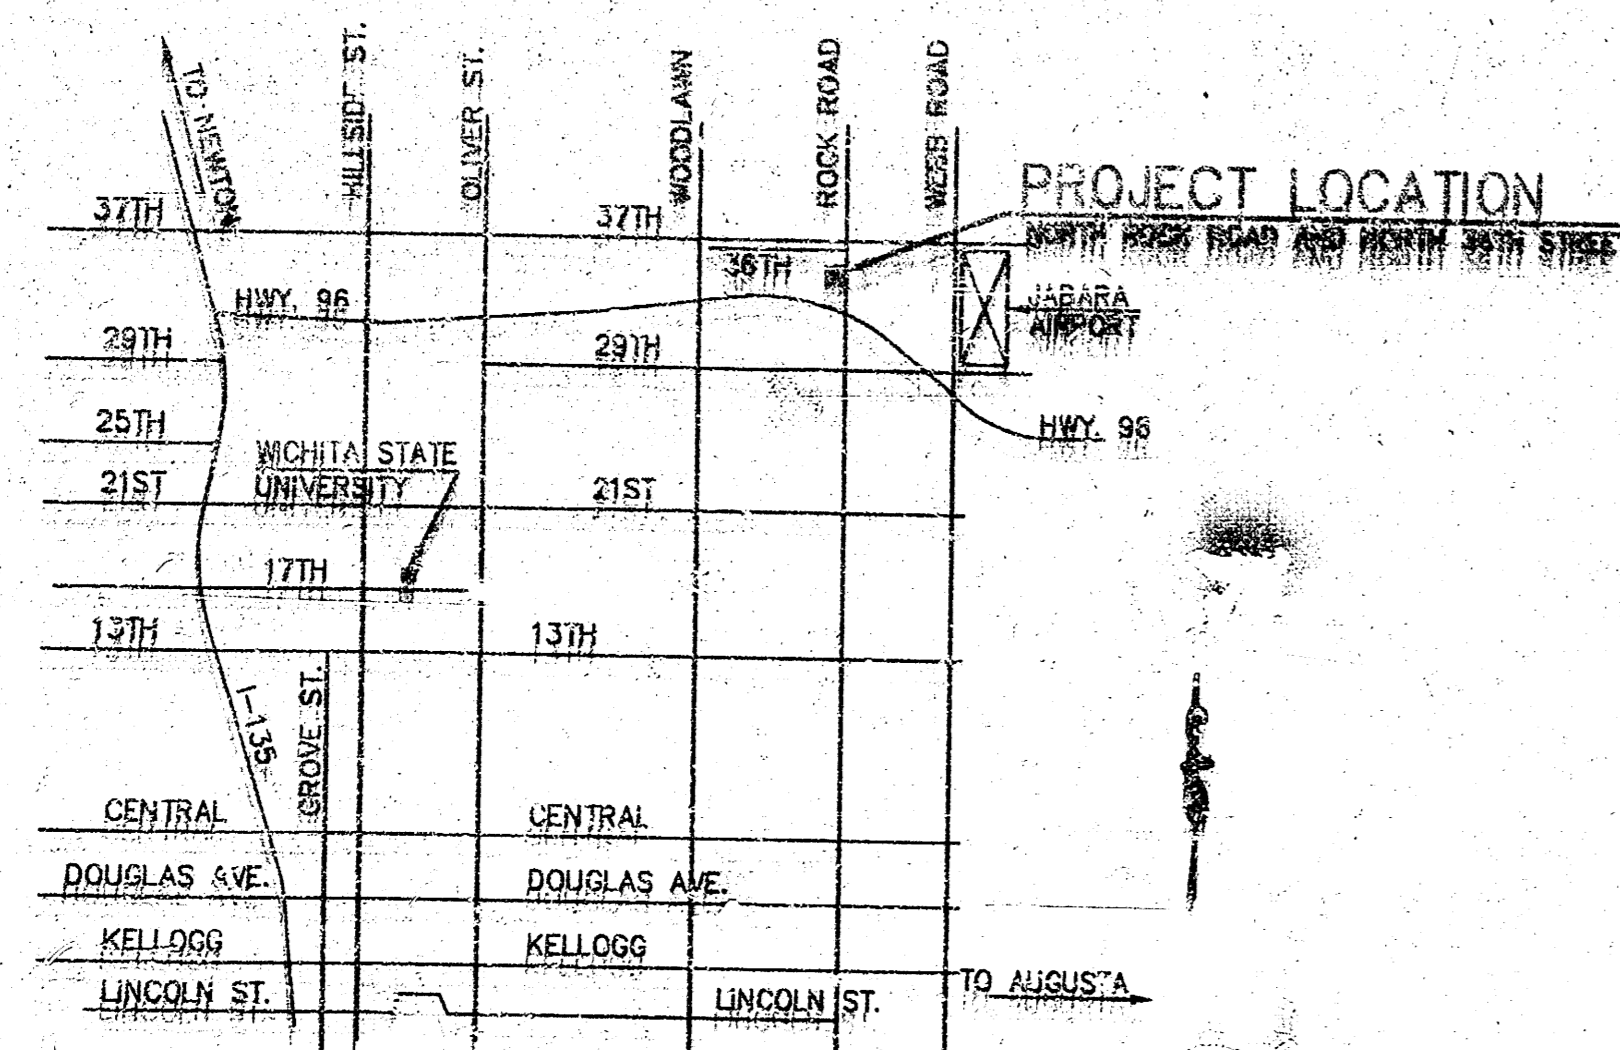 TO NEWTON
HILLSIDE ST.
OLIVER ST.
WOODLAWN
ROCK ROAD
WEBB ROAD
PROJECT LOCATION
NORTH ROCK ROAD AND NORTH 36TH STREE
37TH
37TH
36TH
HWY. 96
JABARA
AIRPORT
29TH
29TH
25TH
HWY. 96
WICHITA STATE
UNIVERSITY
21ST
21ST
17TH
13TH
13TH
GROVE ST.
I-135
CENTRAL
CENTRAL
DOUGLAS AVE.
DOUGLAS AVE.
KELLOGG
KELLOGG
TO AUGUSTA
LINCOLN ST.
LINCOLN ST.